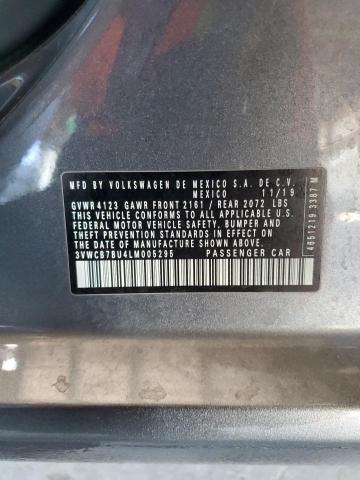 MFD BY VOLKSWAGEN DE MEXICO S.A. DE C.V.
MEXICO 11/19
GVWR 4123 GAWR FRONT 2161 / REAR 2072 LBS
THIS VEHICLE CONFORMS TO ALL APPLICABLE U.S.
FEDERAL MOTOR VEHICLE SAFETY, BUMPER AND
THEFT PREVENTION STANDARDS IN EFFECT ON
THE DATE OF MANUFACTURE SHOWN ABOVE.
3VWCB7BU4LM005295 PASSENGER CAR
4651219 3387 M